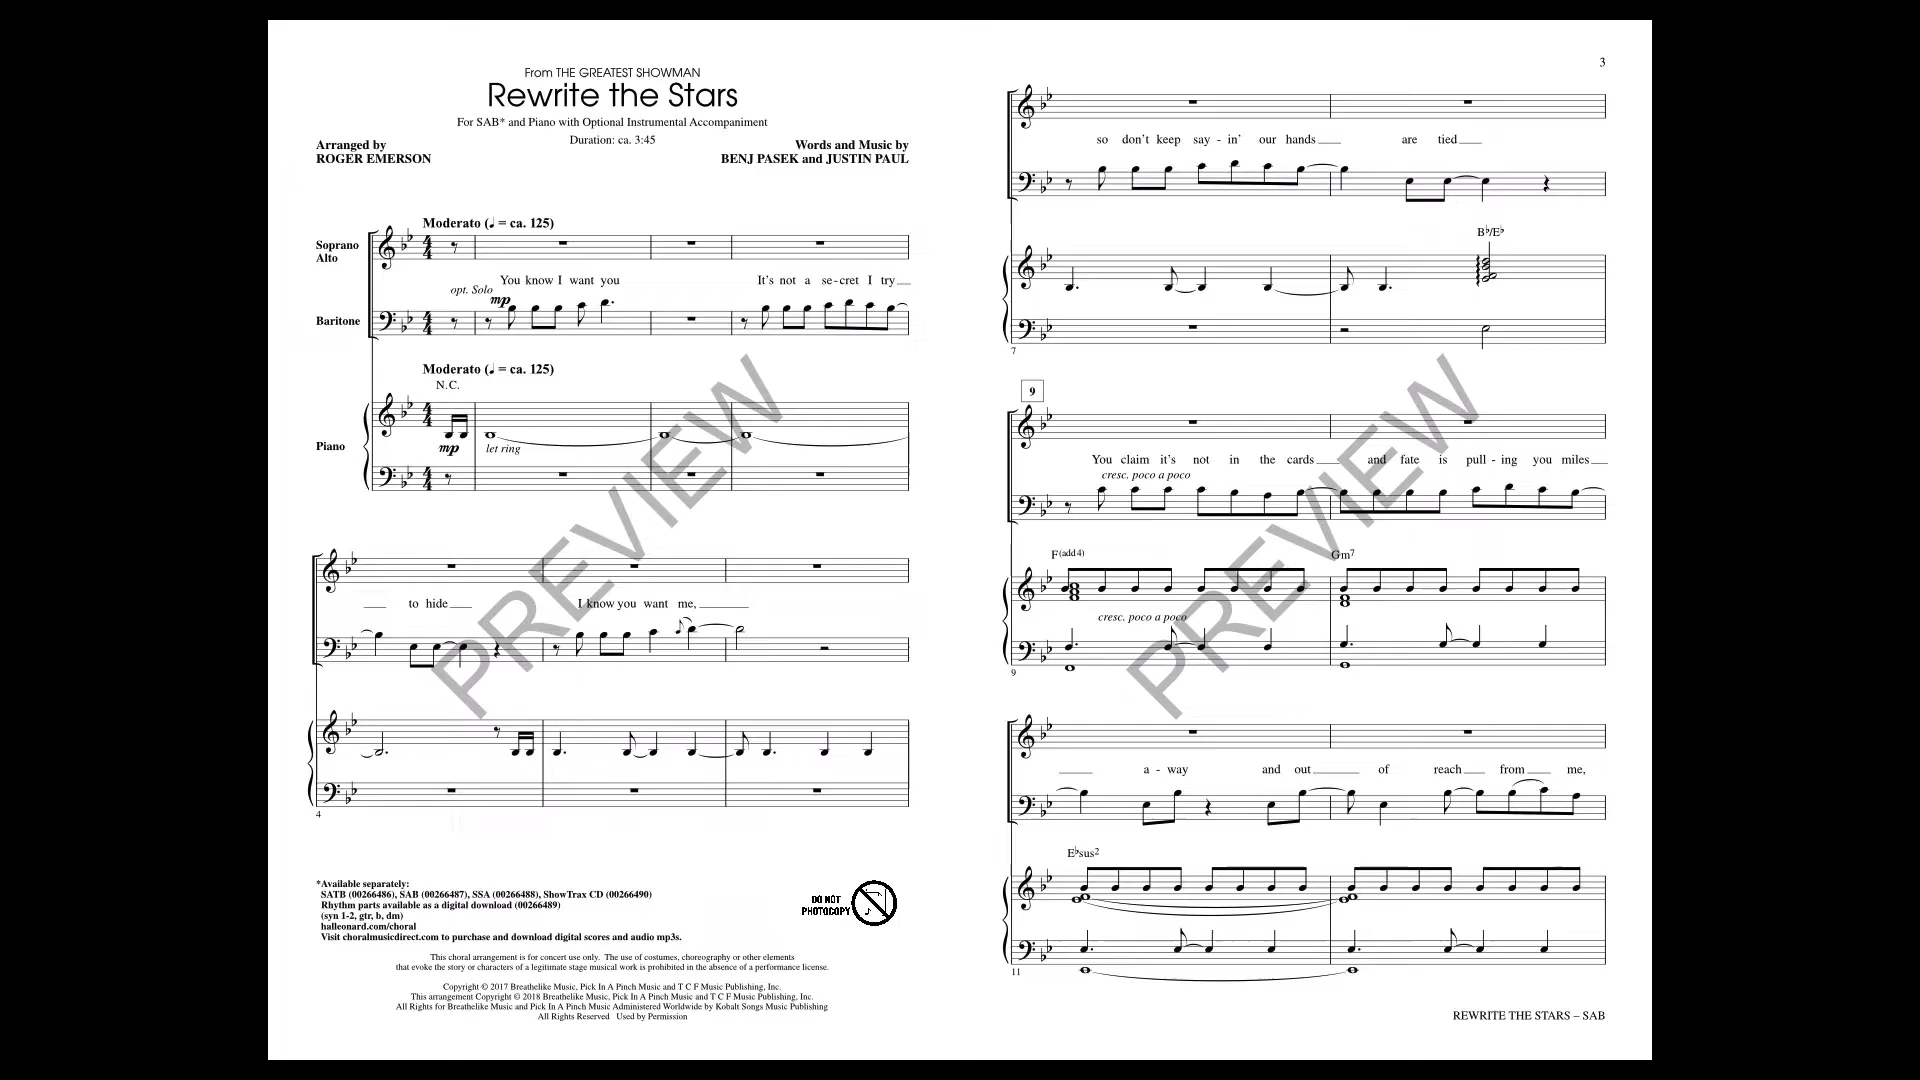 From THE GREATEST SHOWMAN
Rewrite the Stars
For SAB* and Piano with Optional Instrumental Accompaniment
Duration: ca. 3:45
Arranged by
ROGER EMERSON
Words and Music by
BENJ PASEK and JUSTIN PAUL
Moderato (♩ = ca. 125)
Soprano
Alto
You know I want you It's not a se - cret I try
opt. Solo
mp
Baritone
Moderato (♩ = ca. 125)
N.C.
Piano
mp
let ring
to hide I know you want me,
4
*Available separately:
SATB (00266486), SAB (00266487), SSA (00266488), ShowTrax CD (00266490)
Rhythm parts available as a digital download (00266489)
(syn 1-2, gtr, b, dm)
halleonard.com/choral
Visit choralmusicdirect.com to purchase and download digital scores and audio mp3s.
DO NOT
PHOTOCOPY
This choral arrangement is for concert use only. The use of costumes, choreography or other elements
that evoke the story or characters of a legitimate stage musical work is prohibited in the absence of a performance license.
Copyright © 2017 Breathelike Music, Pick In A Pinch Music and T C F Music Publishing, Inc.
This arrangement Copyright © 2018 Breathelike Music, Pick In A Pinch Music and T C F Music Publishing, Inc.
All Rights for Breathelike Music and Pick In A Pinch Music Administered Worldwide by Kobalt Songs Music Publishing
All Rights Reserved Used by Permission
PREVIEW
3
so don't keep say - in' our hands are tied
B♭/E♭
7
9
You claim it's not in the cards and fate is pull - ing you miles
cresc. poco a poco
F(add4) Gm7
cresc. poco a poco
9
a - way and out of reach from me,
E♭sus2
11
REWRITE THE STARS – SAB
PREVIEW